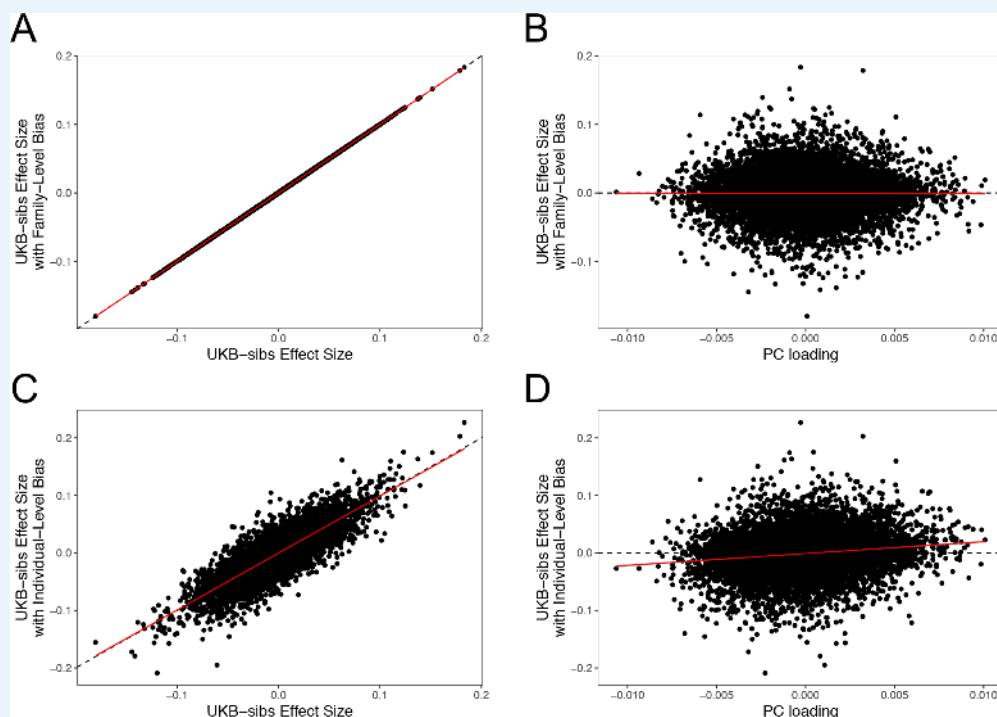 A
UKB−sibs Effect Size
with Family−Level Bias
0.2
0.1
0.0
−0.1
−0.1
0.0
0.1
0.2
UKB−sibs Effect Size
B
UKB−sibs Effect Size
with Family−Level Bias
0.2
0.1
0.0
−0.1
−0.010
−0.005
0.000
0.005
0.010
PC loading
C
UKB−sibs Effect Size
with Individual−Level Bias
0.2
0.1
0.0
−0.1
−0.2
−0.1
0.0
0.1
0.2
UKB−sibs Effect Size
D
UKB−sibs Effect Size
with Individual−Level Bias
0.2
0.1
0.0
−0.1
−0.2
−0.010
−0.005
0.000
0.005
0.010
PC loading